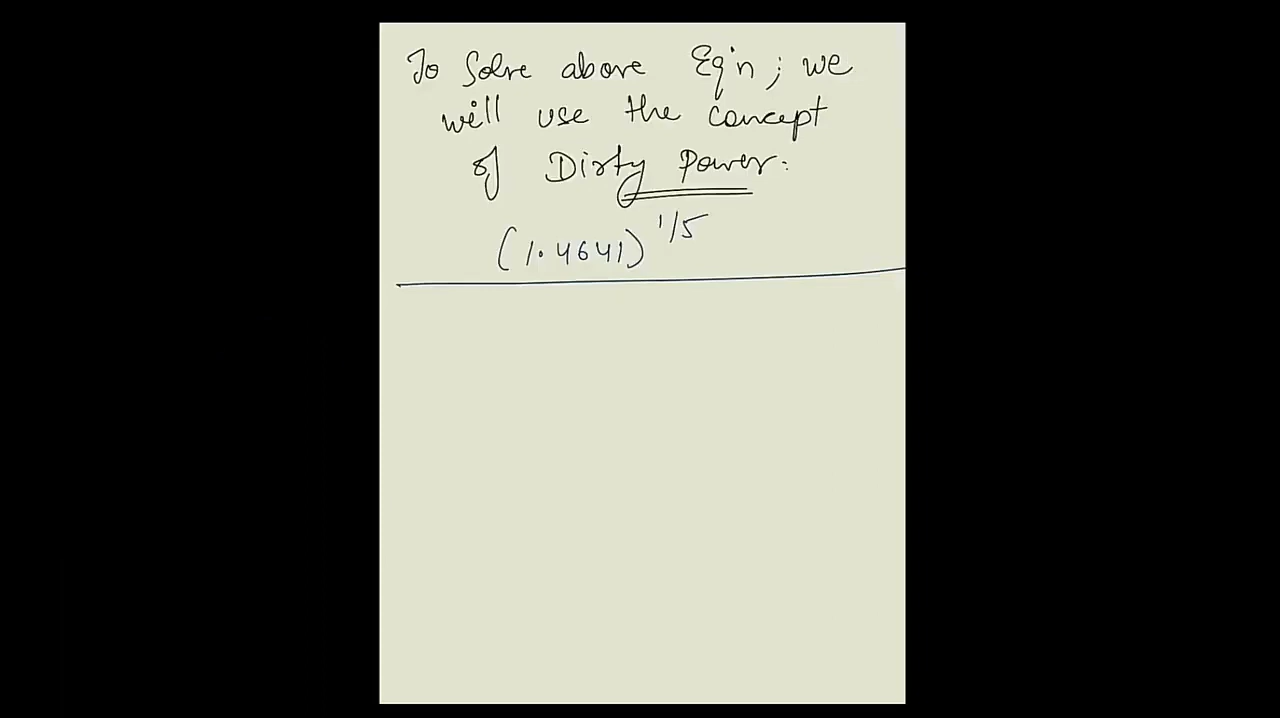 To Solve above Eq'n ; we
will use the concept
of Dirty Power:
(1.4641)^1/5